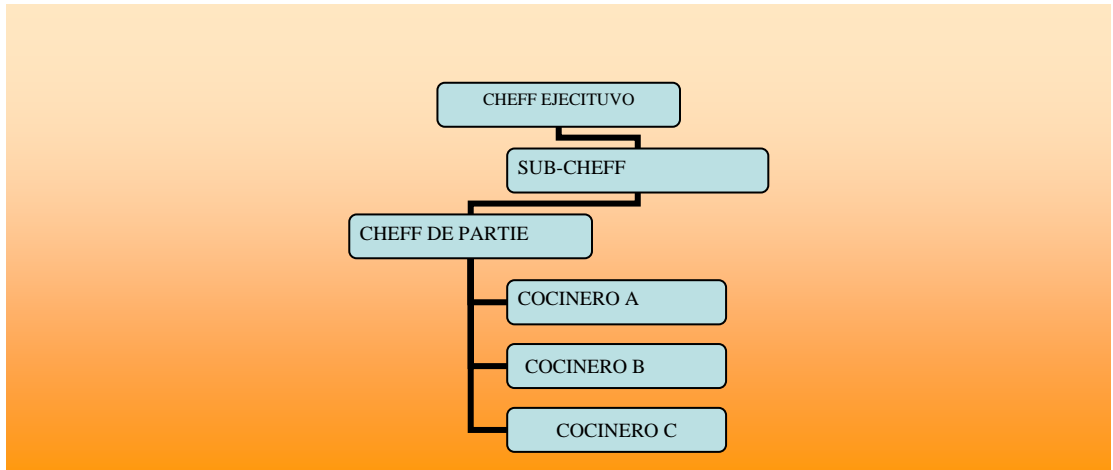 CHEFF EJECITUVO
SUB-CHEFF
CHEFF DE PARTIE
COCINERO A
COCINERO B
COCINERO C